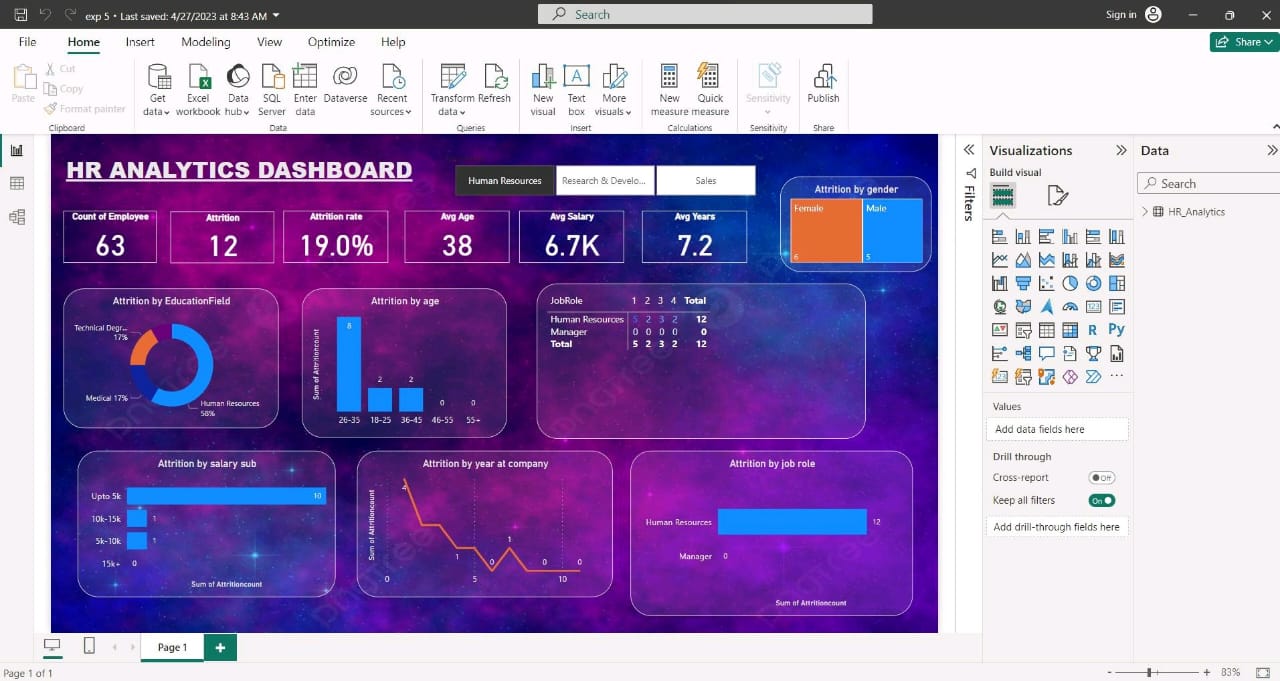 exp 5 • Last saved: 4/27/2023 at 8:43 AM
Search
Sign in
File Home Insert Modeling View Optimize Help
Share
Paste
Cut
Copy
Format painter
Clipboard
Get data
Excel workbook
Data hub
SQL Server
Enter data
Dataverse
Recent sources
Data
Transform data
Refresh
Queries
New visual
Text box
More visuals
Insert
New measure
Quick measure
Calculations
Sensitivity
Sensitivity
Publish
Share
HR ANALYTICS DASHBOARD
Human Resources
Research & Develo...
Sales
Count of Employee
63
Attrition
12
Attrition rate
19.0%
Avg Age
38
Avg Salary
6.7K
Avg Years
7.2
Attrition by gender
Female
Male
6
5
Attrition by EducationField
Technical Degr...
17%
Medical 17%
Human Resources
58%
Attrition by age
Sum of Attritioncount
8
2
2
0
0
26-35 18-25 36-45 46-55 55+
JobRole 1 2 3 4 Total
Human Resources 5 2 3 2 12
Manager 0 0 0 0 0
Total 5 2 3 2 12
Attrition by salary sub
Upto 5k 10
10k-15k 1
5k-10k 1
15k+ 0
Sum of Attritioncount
Attrition by year at company
Sum of Attritioncount
4
1
0
1
0
0
0 5 10
Attrition by job role
Human Resources 12
Manager 0
Sum of Attritioncount
Filters
Visualizations
Build visual
R
Py
Values
Add data fields here
Drill through
Cross-report
Off
Keep all filters
On
Add drill-through fields here
Data
Search
HR_Analytics
Page 1
Page 1 of 1
83%